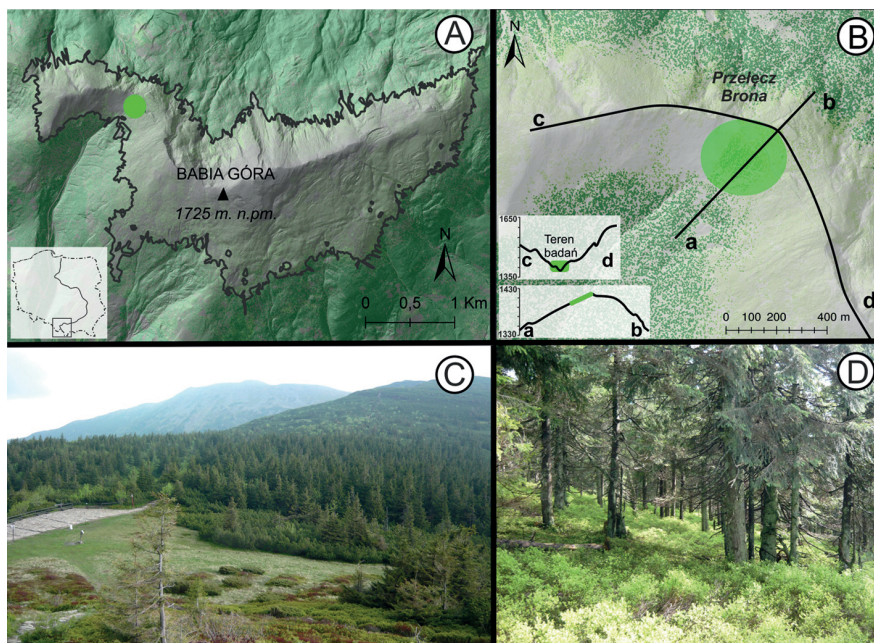 A
BABIA GÓRA
1725 m. n.pm.
N
0 0,5 1 Km
B
N
Przełęcz
Brona
b
c
a
d
1650
Teren
badań
c d
1350
1430
a b
1330
0 100 200 400 m
C
D